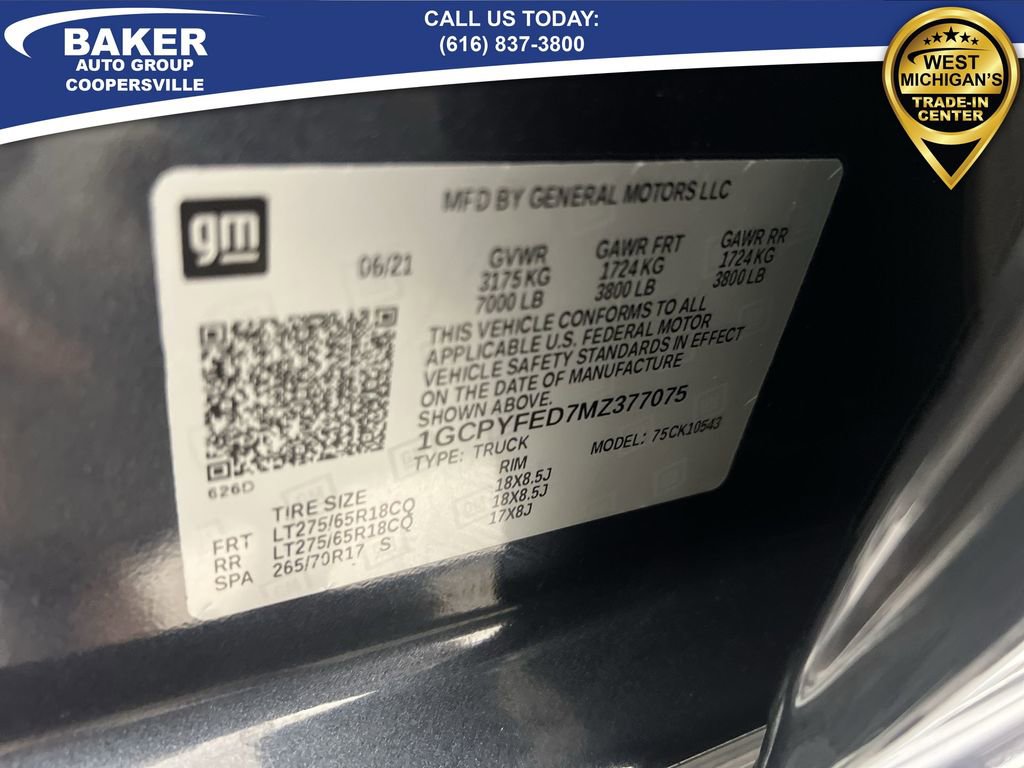 BAKER
AUTO GROUP
COOPERSVILLE
CALL US TODAY:
(616) 837-3800
WEST
MICHIGAN'S
TRADE-IN
CENTER
gm
MFD BY GENERAL MOTORS LLC
06/21
GVWR
3175 KG
7000 LB
GAWR FRT
1724 KG
3800 LB
GAWR RR
1724 KG
3800 LB
THIS VEHICLE CONFORMS TO ALL
APPLICABLE U.S. FEDERAL MOTOR
VEHICLE SAFETY STANDARDS IN EFFECT
ON THE DATE OF MANUFACTURE
SHOWN ABOVE.
1GCPYFED7MZ377075
TYPE: TRUCK
MODEL: 75CK10543
626D
TIRE SIZE RIM
FRT LT275/65R18CQ 18X8.5J
RR LT275/65R18CQ 18X8.5J
SPA 265/70R17 S 17X8J